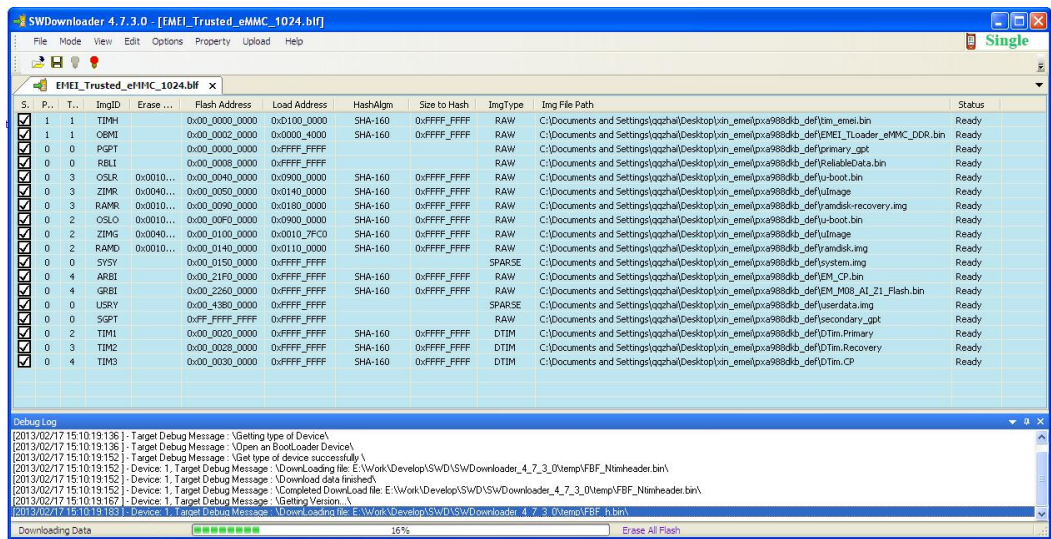 SWDownloader 4.7.3.0 - [EMEI_Trusted_eMMC_1024.blf]
File Mode View Edit Options Property Upload Help Single
EMEI_Trusted_eMMC_1024.blf x
S. P.. T.. ImgID Erase ... Flash Address Load Address HashAlgm Size to Hash ImgType Img File Path Status
1 1 TIMH 0x00_0000_0000 0xD100_0000 SHA-160 0xFFFF_FFFF RAW C:\Documents and Settings\qqzhai\Desktop\xin_emei\pxa988dkb_def\tim_emei.bin Ready
1 1 OBMI 0x00_0002_0000 0x0000_4000 SHA-160 0xFFFF_FFFF RAW C:\Documents and Settings\qqzhai\Desktop\xin_emei\pxa988dkb_def\EMEI_TLoader_eMMC_DDR.bin Ready
0 0 PGPT 0x00_0000_0000 0xFFFF_FFFF RAW C:\Documents and Settings\qqzhai\Desktop\xin_emei\pxa988dkb_def\primary_gpt Ready
0 0 RBLI 0x00_0008_0000 0xFFFF_FFFF RAW C:\Documents and Settings\qqzhai\Desktop\xin_emei\pxa988dkb_def\ReliableData.bin Ready
0 3 OSLR 0x0010... 0x00_0040_0000 0x0900_0000 SHA-160 0xFFFF_FFFF RAW C:\Documents and Settings\qqzhai\Desktop\xin_emei\pxa988dkb_def\u-boot.bin Ready
0 3 ZIMR 0x0040... 0x00_0050_0000 0x0140_0000 SHA-160 0xFFFF_FFFF RAW C:\Documents and Settings\qqzhai\Desktop\xin_emei\pxa988dkb_def\uImage Ready
0 3 RAMR 0x0010... 0x00_0090_0000 0x0180_0000 SHA-160 0xFFFF_FFFF RAW C:\Documents and Settings\qqzhai\Desktop\xin_emei\pxa988dkb_def\ramdisk-recovery.img Ready
0 2 OSLO 0x0010... 0x00_00F0_0000 0x0900_0000 SHA-160 0xFFFF_FFFF RAW C:\Documents and Settings\qqzhai\Desktop\xin_emei\pxa988dkb_def\u-boot.bin Ready
0 2 ZIMG 0x0040... 0x00_0100_0000 0x0010_7FC0 SHA-160 0xFFFF_FFFF RAW C:\Documents and Settings\qqzhai\Desktop\xin_emei\pxa988dkb_def\uImage Ready
0 2 RAMD 0x0010... 0x00_0140_0000 0x0110_0000 SHA-160 0xFFFF_FFFF RAW C:\Documents and Settings\qqzhai\Desktop\xin_emei\pxa988dkb_def\ramdisk.img Ready
0 0 SYSY 0x00_0150_0000 0xFFFF_FFFF SPARSE C:\Documents and Settings\qqzhai\Desktop\xin_emei\pxa988dkb_def\system.img Ready
0 4 ARBI 0x00_21F0_0000 0xFFFF_FFFF SHA-160 0xFFFF_FFFF RAW C:\Documents and Settings\qqzhai\Desktop\xin_emei\pxa988dkb_def\EM_CP.bin Ready
0 4 GRBI 0x00_2260_0000 0xFFFF_FFFF SHA-160 0xFFFF_FFFF RAW C:\Documents and Settings\qqzhai\Desktop\xin_emei\pxa988dkb_def\EM_M08_AI_Z1_Flash.bin Ready
0 0 USRY 0x00_43B0_0000 0xFFFF_FFFF SPARSE C:\Documents and Settings\qqzhai\Desktop\xin_emei\pxa988dkb_def\userdata.img Ready
0 0 SGPT 0xFF_FFFF_FFFF 0xFFFF_FFFF RAW C:\Documents and Settings\qqzhai\Desktop\xin_emei\pxa988dkb_def\secondary_gpt Ready
0 2 TIM1 0x00_0020_0000 0xFFFF_FFFF SHA-160 0xFFFF_FFFF DTIM C:\Documents and Settings\qqzhai\Desktop\xin_emei\pxa988dkb_def\DTim.Primary Ready
0 3 TIM2 0x00_0028_0000 0xFFFF_FFFF SHA-160 0xFFFF_FFFF DTIM C:\Documents and Settings\qqzhai\Desktop\xin_emei\pxa988dkb_def\DTim.Recovery Ready
0 4 TIM3 0x00_0030_0000 0xFFFF_FFFF SHA-160 0xFFFF_FFFF DTIM C:\Documents and Settings\qqzhai\Desktop\xin_emei\pxa988dkb_def\DTim.CP Ready
Debug Log
[2013/02/17 15:10:19:136 ] - Target Debug Message : \Getting type of Device\
[2013/02/17 15:10:19:136 ] - Target Debug Message : \Open an BootLoader Device\
[2013/02/17 15:10:19:152 ] - Target Debug Message : \Get type of device successfully \
[2013/02/17 15:10:19:152 ] - Device: 1, Target Debug Message : \DownLoading file: E:\Work\Develop\SWD\SWDownloader_4_7_3_0\temp\FBF_Ntimheader.bin\
[2013/02/17 15:10:19:152 ] - Device: 1, Target Debug Message : \Download data finished\
[2013/02/17 15:10:19:152 ] - Device: 1, Target Debug Message : \Completed DownLoad file: E:\Work\Develop\SWD\SWDownloader_4_7_3_0\temp\FBF_Ntimheader.bin\
[2013/02/17 15:10:19:167 ] - Device: 1, Target Debug Message : \Getting Version...\
[2013/02/17 15:10:19:183 ] - Device: 1, Target Debug Message : \DownLoading file: E:\Work\Develop\SWD\SWDownloader_4_7_3_0\temp\FBF_h.bin\
Downloading Data 16% Erase All Flash